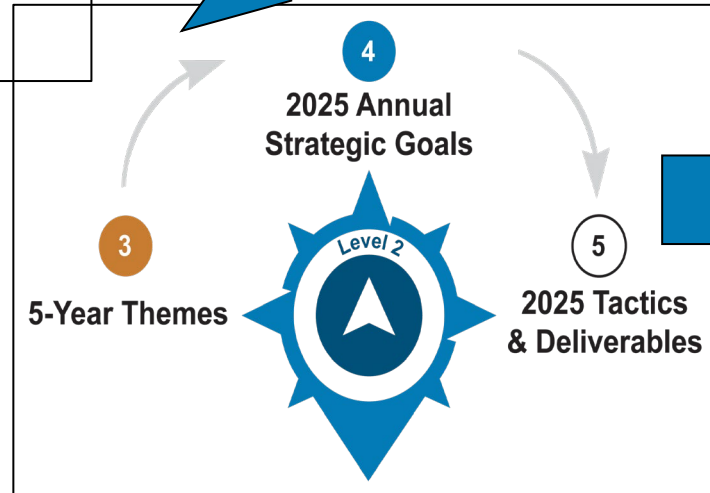 4
2025 Annual
Strategic Goals
3
5-Year Themes
Level 2
5
2025 Tactics
& Deliverables